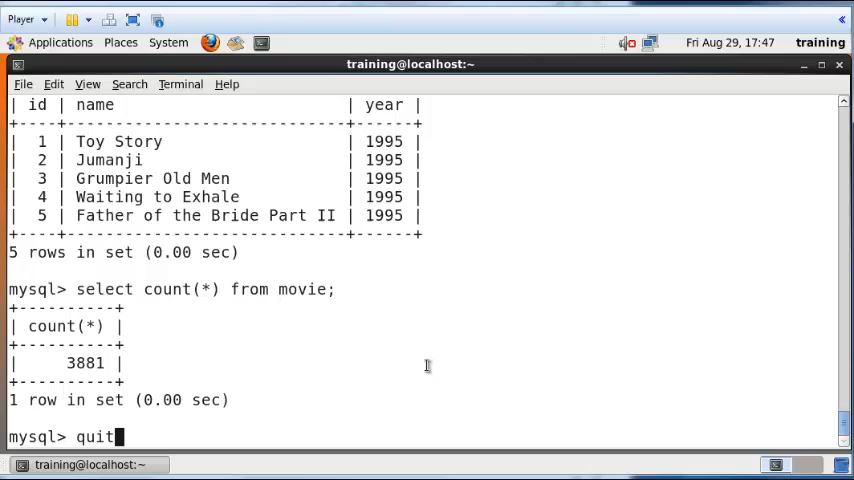 Player
Applications Places System Fri Aug 29, 17:47 training
training@localhost:~
File Edit View Search Terminal Help
| id | name | year |
+----+----------------------------+------+
| 1 | Toy Story | 1995 |
| 2 | Jumanji | 1995 |
| 3 | Grumpier Old Men | 1995 |
| 4 | Waiting to Exhale | 1995 |
| 5 | Father of the Bride Part II | 1995 |
+----+----------------------------+------+
5 rows in set (0.00 sec)
mysql> select count(*) from movie;
+----------+
| count(*) |
+----------+
| 3881 |
+----------+
1 row in set (0.00 sec)
mysql> quit
training@localhost:~